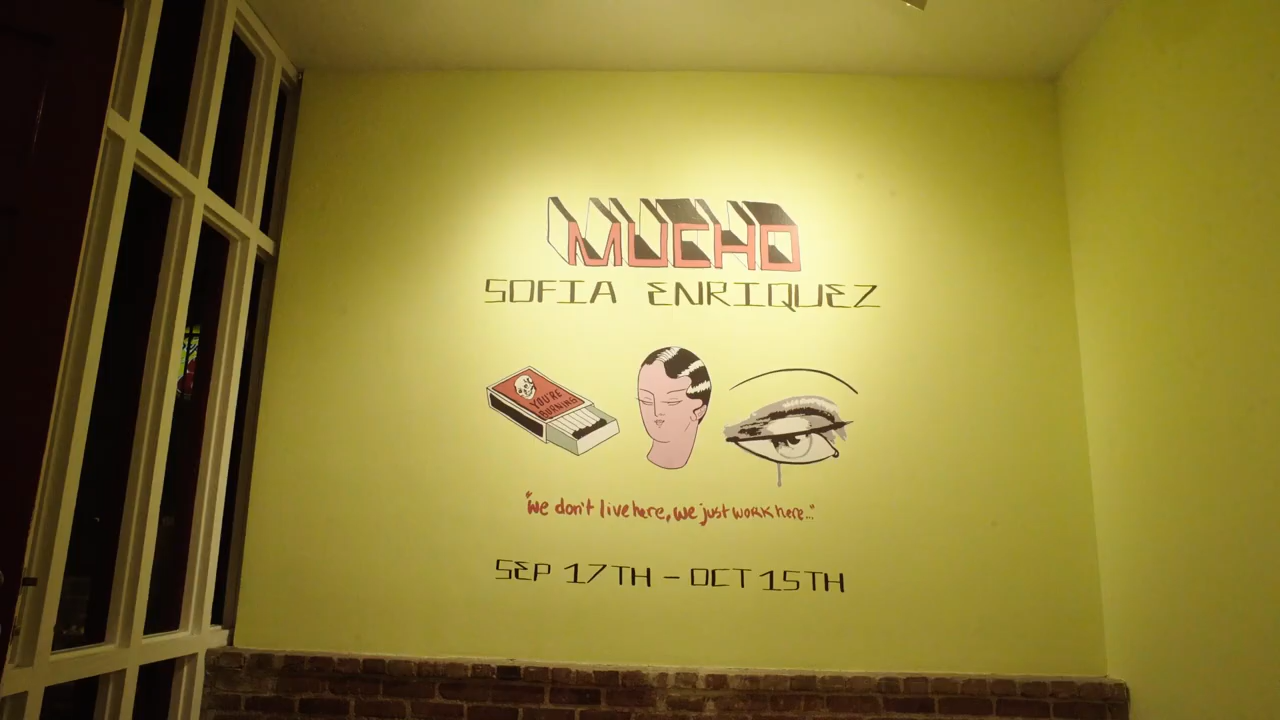 MUCHO
SOFIA ENRIQUEZ
YOU'RE
BURNING
"we don't live here, we just work here..."
SEP 17TH - OCT 15TH